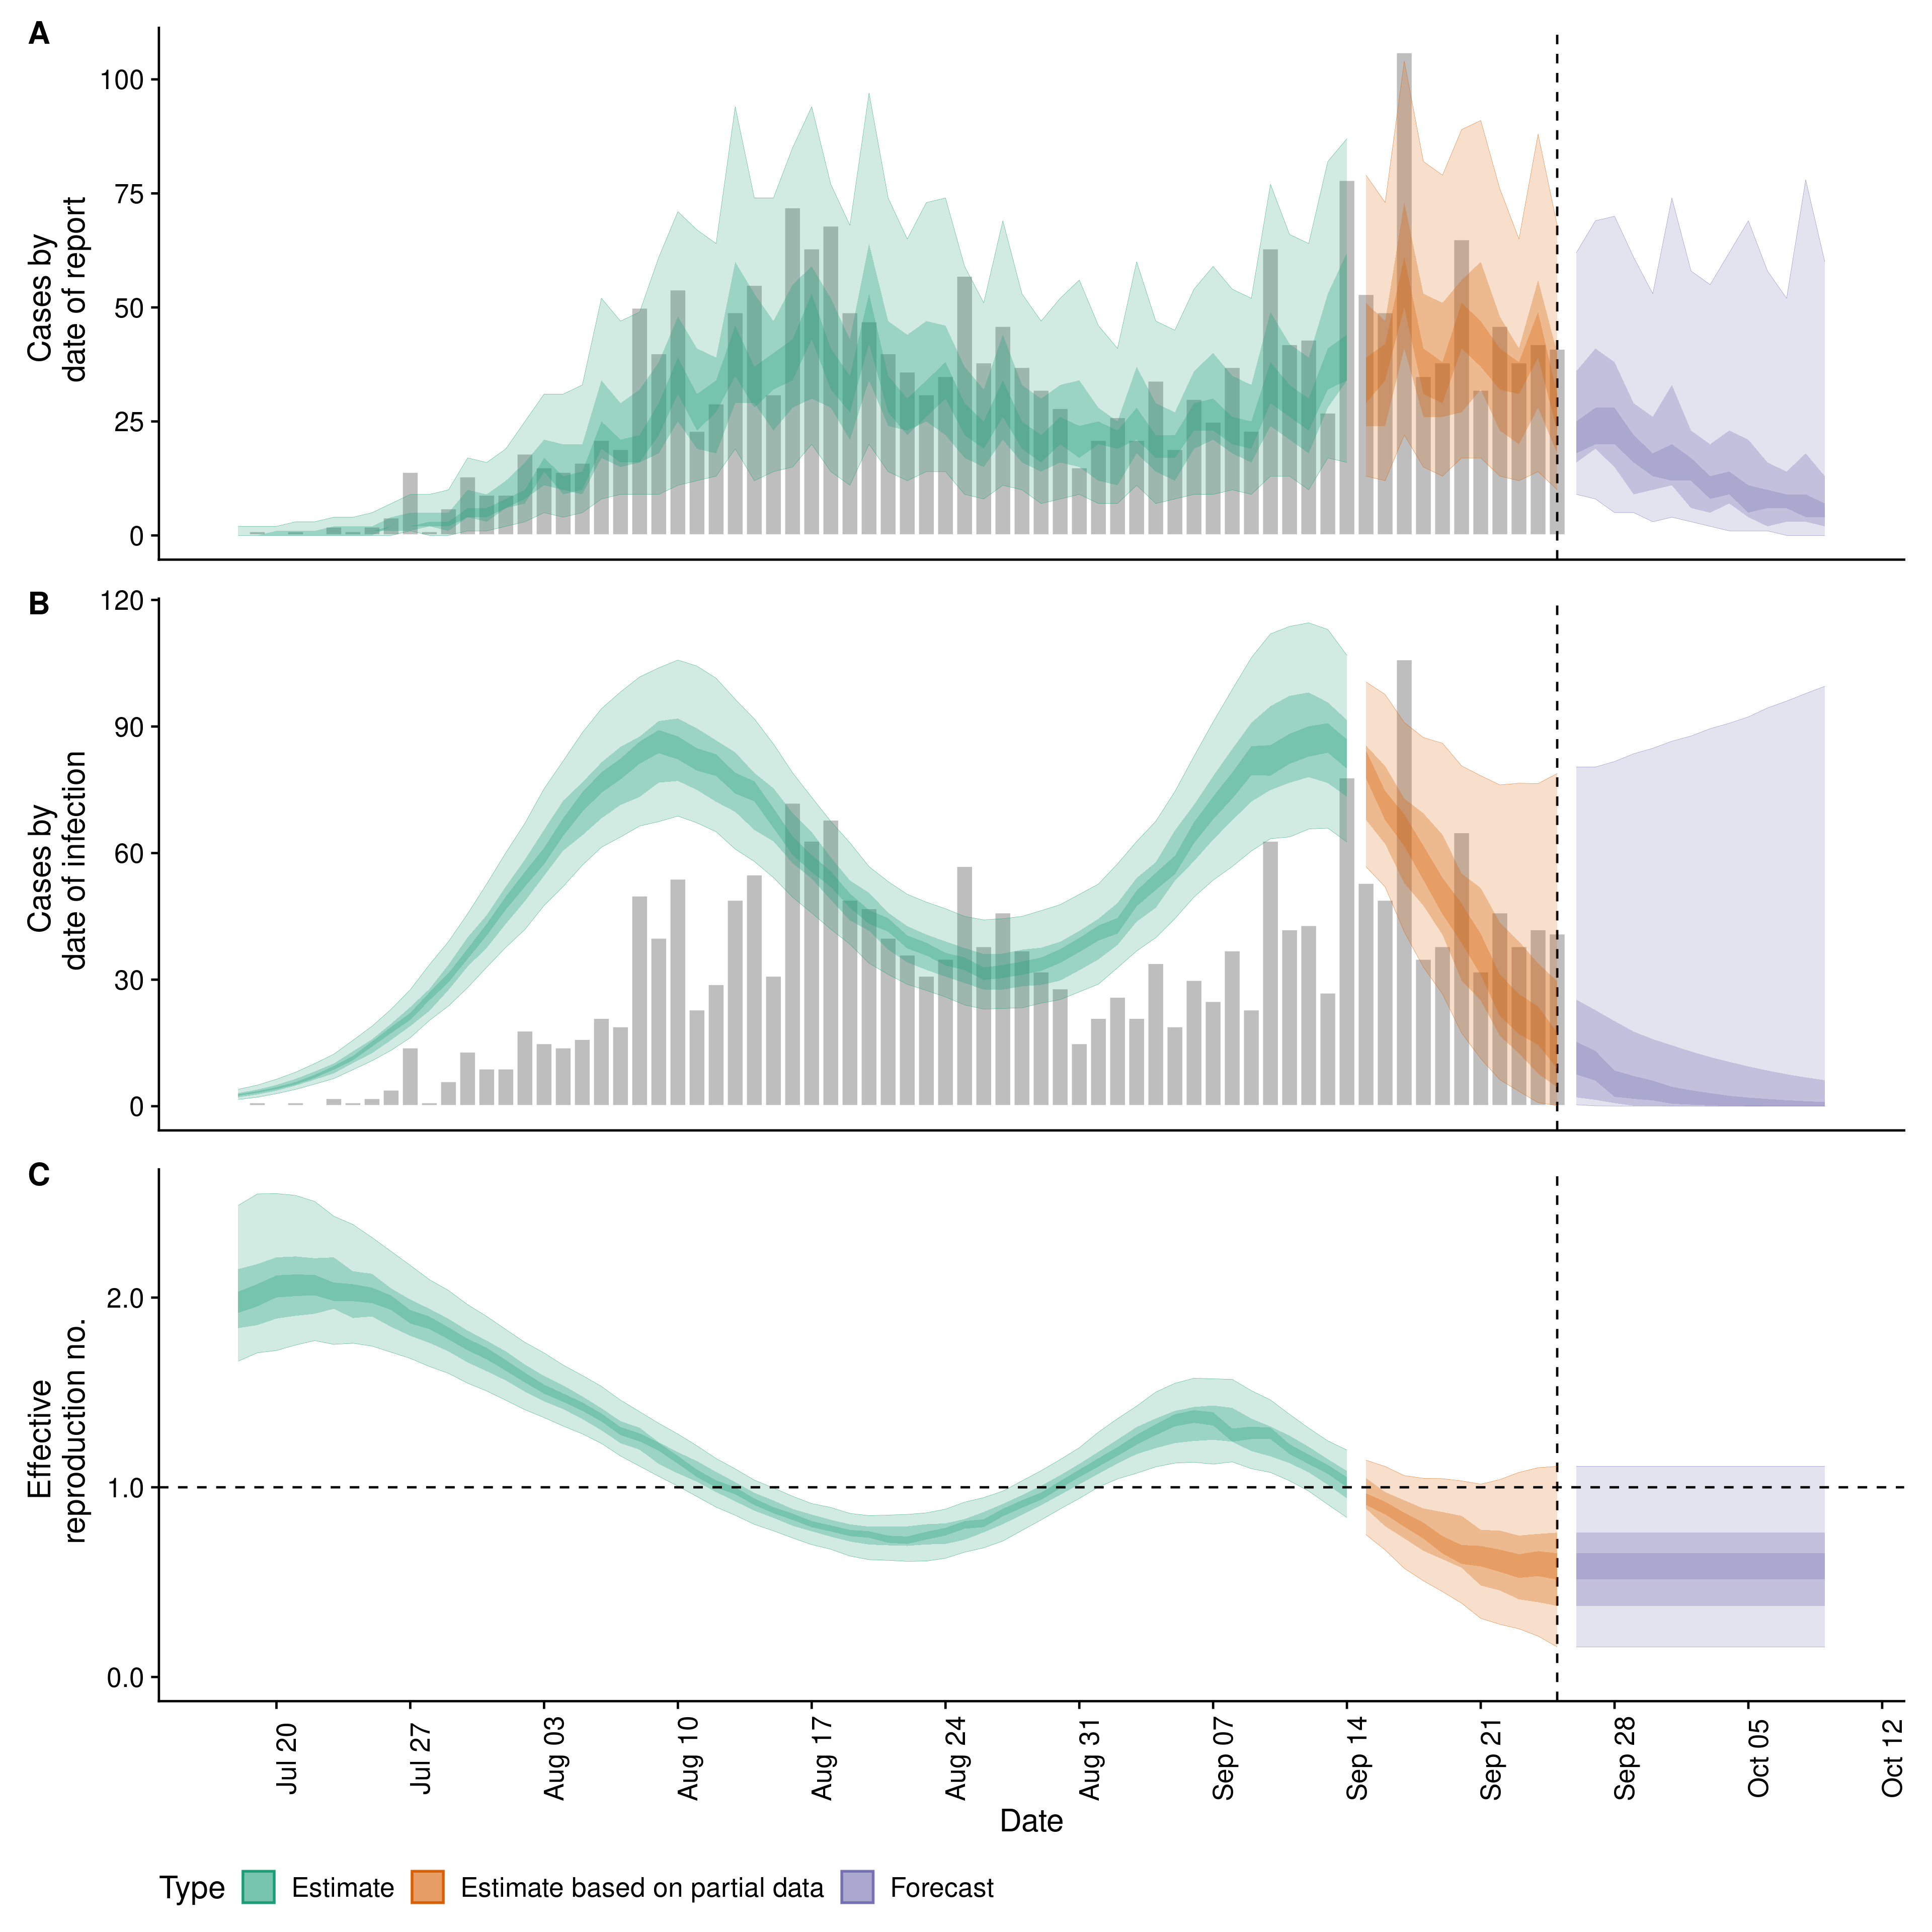 A
Cases by
date of report
100
75
50
25
0
B
Cases by
date of infection
120
90
60
30
0
C
Effective
reproduction no.
2.0
1.0
0.0
Jul 20
Jul 27
Aug 03
Aug 10
Aug 17
Aug 24
Aug 31
Sep 07
Sep 14
Sep 21
Sep 28
Oct 05
Oct 12
Date
Type Estimate Estimate based on partial data Forecast